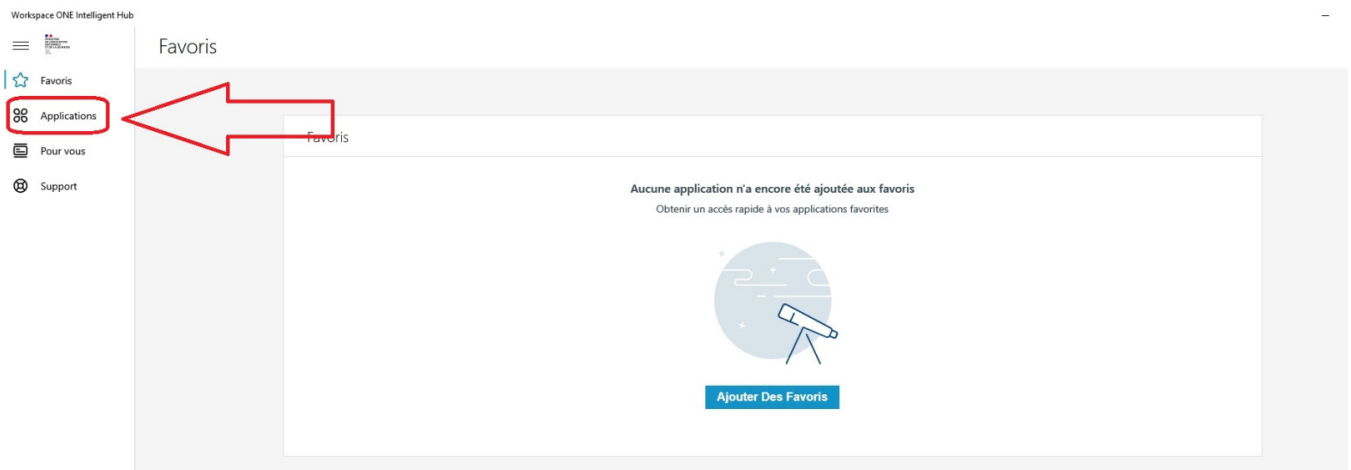 Workspace ONE Intelligent Hub
Favoris
Favoris
Applications
Pour vous
Support
Favoris
Aucune application n'a encore été ajoutée aux favoris
Obtenir un accès rapide à vos applications favorites
Ajouter Des Favoris